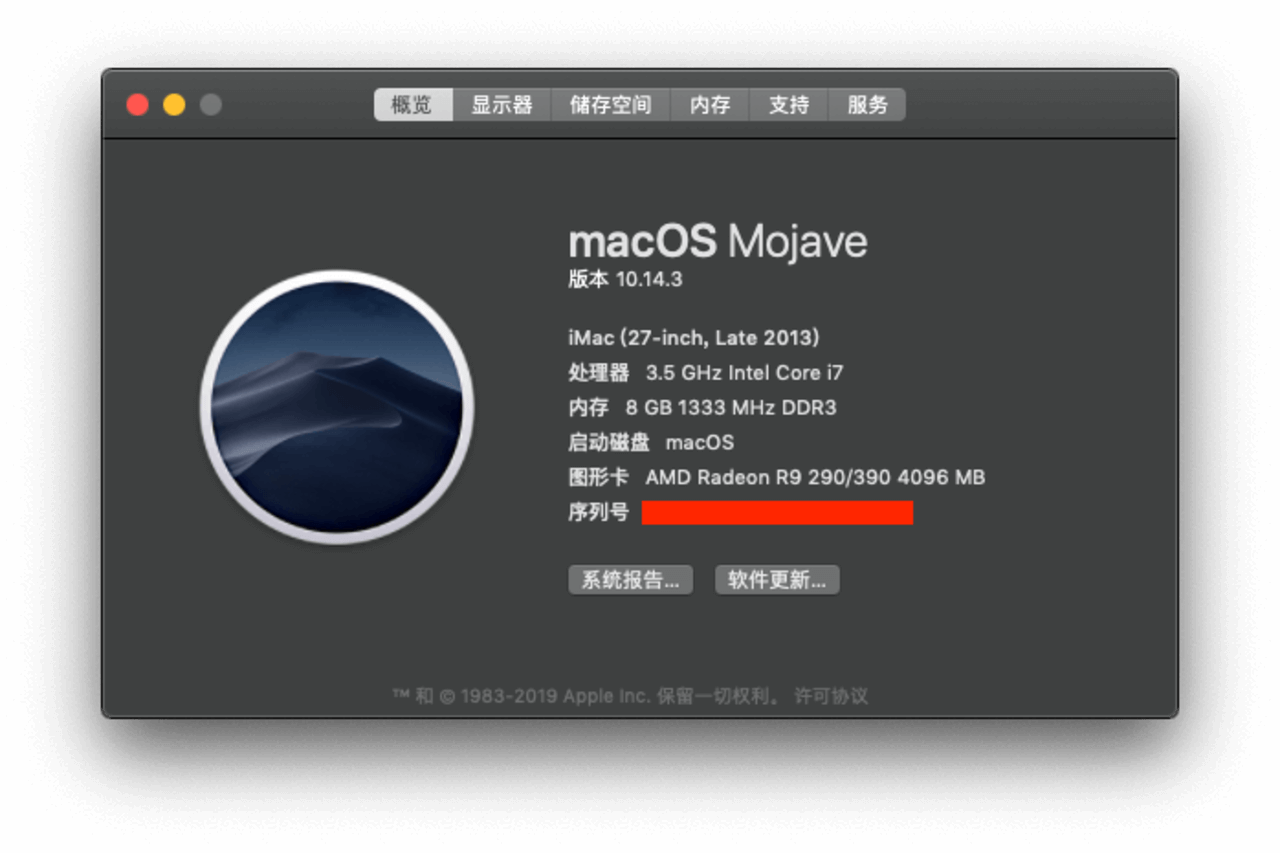 概览 显示器 储存空间 内存 支持 服务
macOS Mojave
版本 10.14.3
iMac (27-inch, Late 2013)
处理器 3.5 GHz Intel Core i7
内存 8 GB 1333 MHz DDR3
启动磁盘 macOS
图形卡 AMD Radeon R9 290/390 4096 MB
序列号
系统报告... 软件更新...
™ 和 © 1983-2019 Apple Inc. 保留一切权利。 许可协议